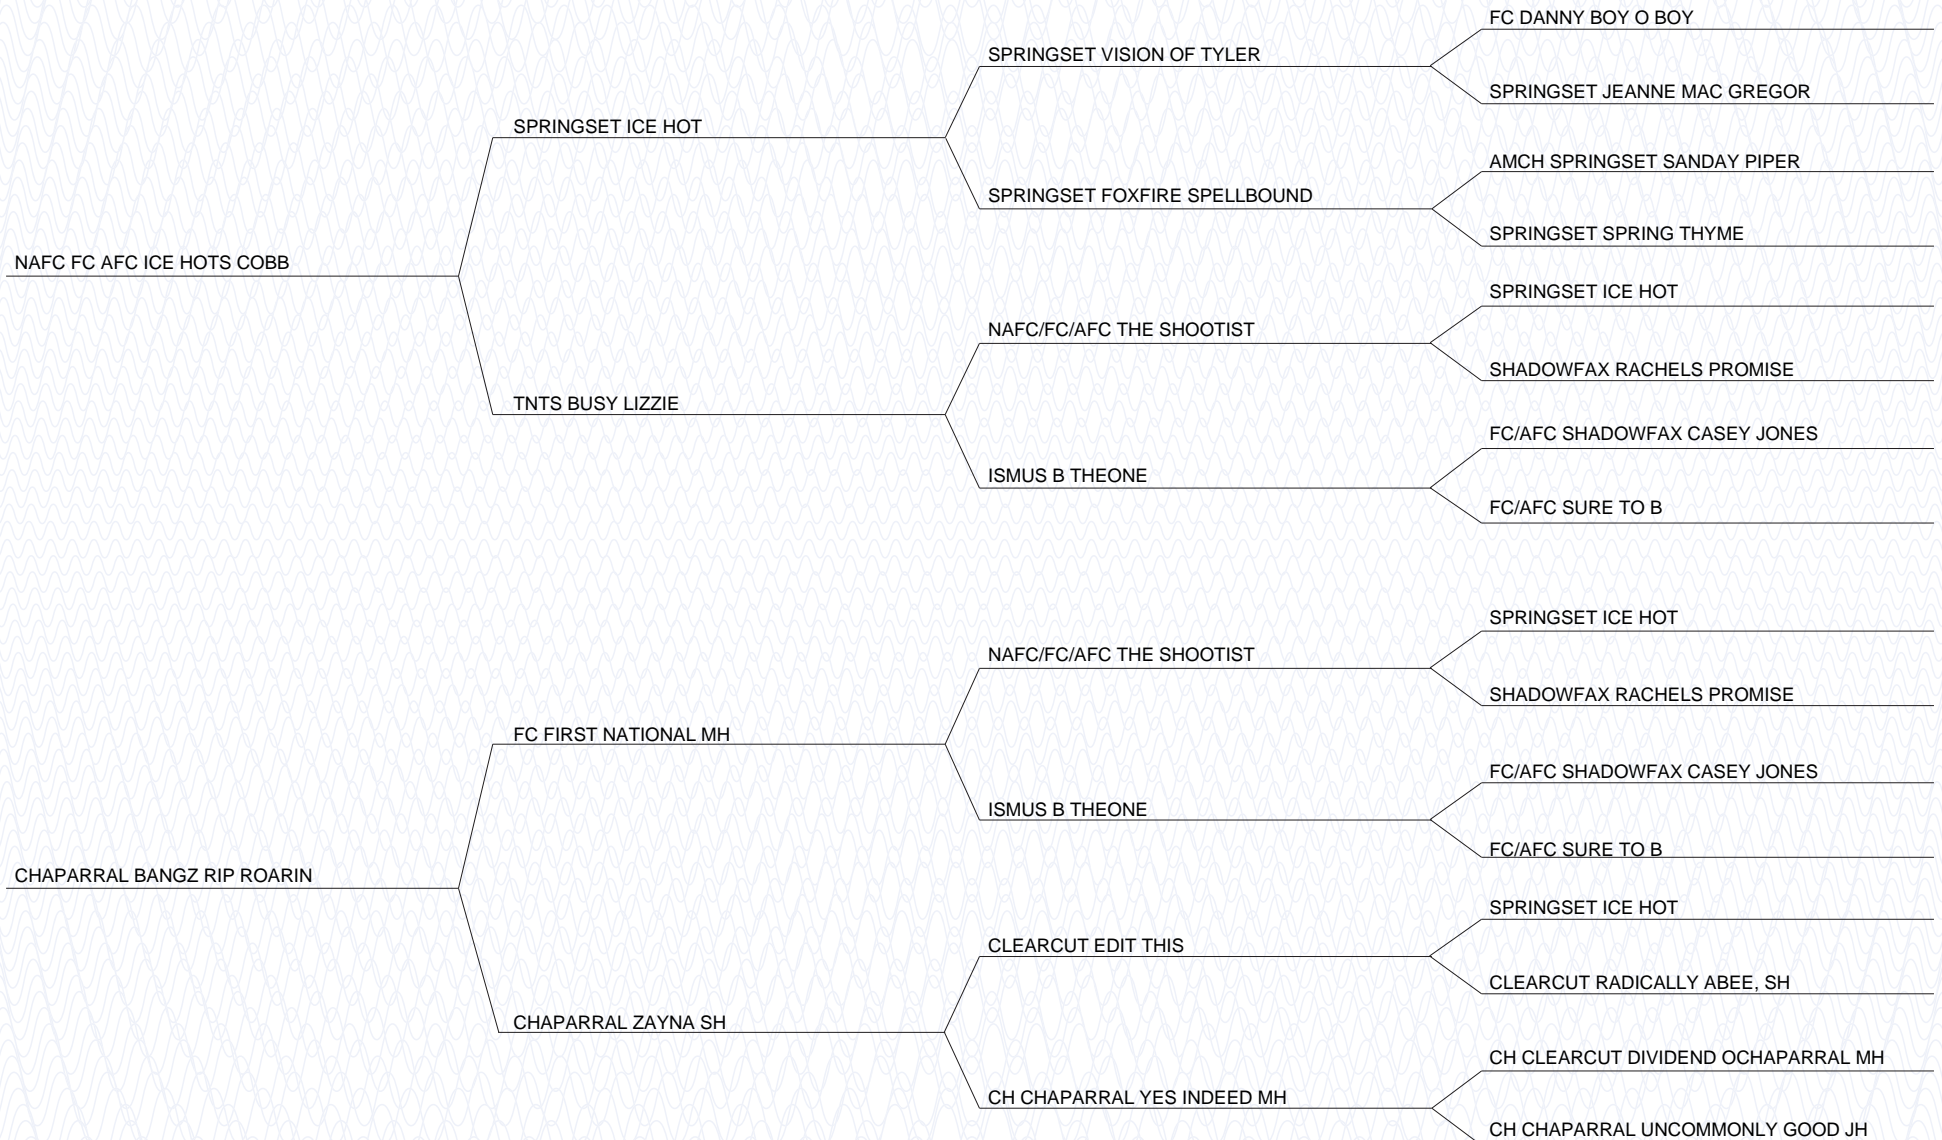 FC DANNY BOY O BOY
SPRINGSET VISION OF TYLER
SPRINGSET JEANNE MAC GREGOR
SPRINGSET ICE HOT
AMCH SPRINGSET SANDAY PIPER
SPRINGSET FOXFIRE SPELLBOUND
SPRINGSET SPRING THYME
NAFC FC AFC ICE HOTS COBB
SPRINGSET ICE HOT
NAFC/FC/AFC THE SHOOTIST
SHADOWFAX RACHELS PROMISE
TNTS BUSY LIZZIE
FC/AFC SHADOWFAX CASEY JONES
ISMUS B THEONE
FC/AFC SURE TO B
SPRINGSET ICE HOT
NAFC/FC/AFC THE SHOOTIST
SHADOWFAX RACHELS PROMISE
FC FIRST NATIONAL MH
FC/AFC SHADOWFAX CASEY JONES
ISMUS B THEONE
FC/AFC SURE TO B
CHAPARRAL BANGZ RIP ROARIN
SPRINGSET ICE HOT
CLEARCUT EDIT THIS
CLEARCUT RADICALLY ABEE, SH
CHAPARRAL ZAYNA SH
CH CLEARCUT DIVIDEND OCHAPARRAL MH
CH CHAPARRAL YES INDEED MH
CH CHAPARRAL UNCOMMONLY GOOD JH